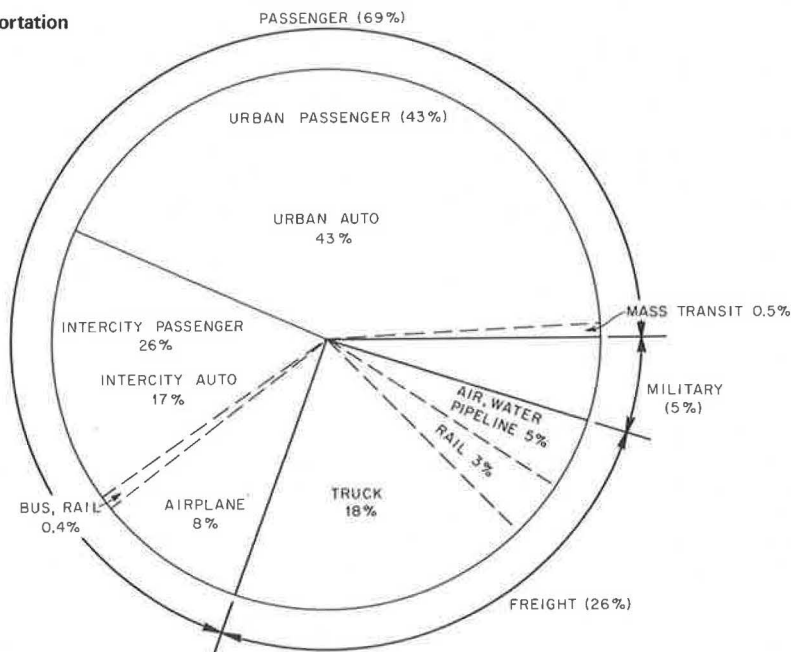 ortation
PASSENGER (69%)
URBAN PASSENGER (43%)
URBAN AUTO
43%
MASS TRANSIT 0.5%
INTERCITY PASSENGER
26%
INTERCITY AUTO
17%
MILITARY
(5%)
AIR, WATER
PIPELINE 5%
RAIL 3%
BUS, RAIL
0.4%
AIRPLANE
8%
TRUCK
18%
FREIGHT (26%)